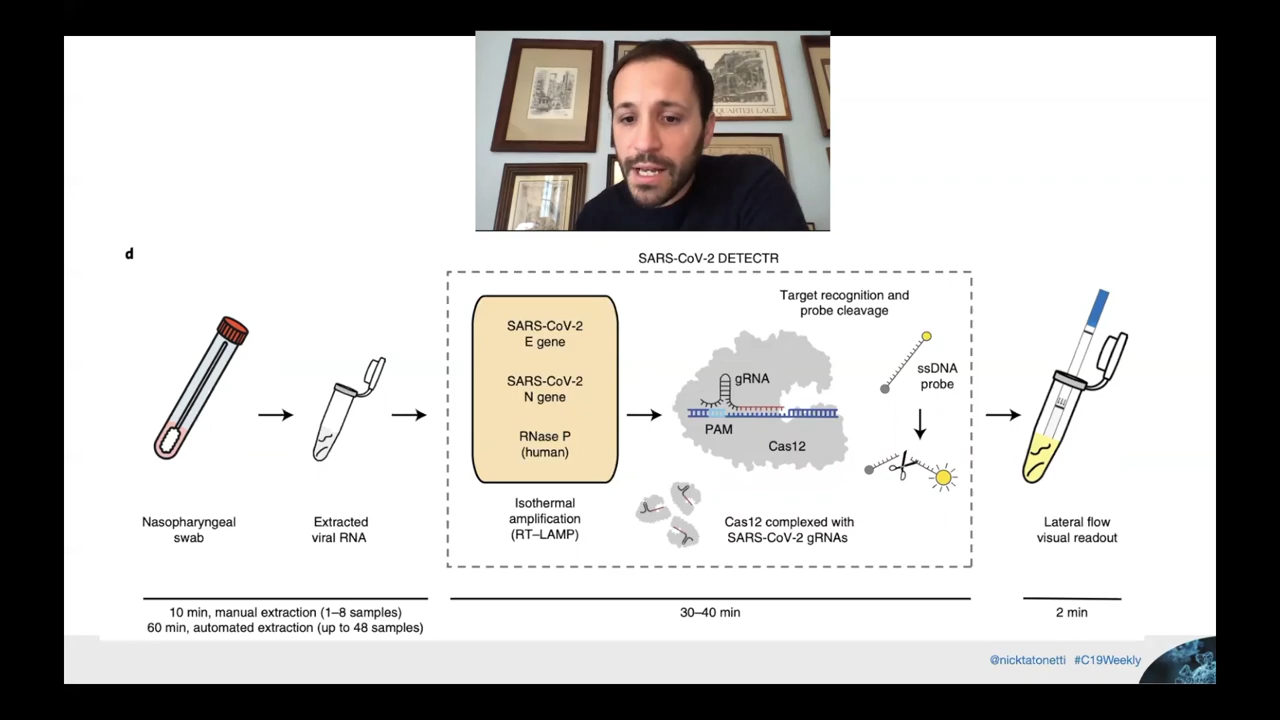 QUARTER LACE
d
SARS-CoV-2 DETECTR
Target recognition and
probe cleavage
SARS-CoV-2
E gene
SARS-CoV-2
N gene
RNase P
(human)
gRNA
PAM
Cas12
ssDNA
probe
Nasopharyngeal
swab
Extracted
viral RNA
Isothermal
amplification
(RT–LAMP)
Cas12 complexed with
SARS-CoV-2 gRNAs
Lateral flow
visual readout
10 min, manual extraction (1–8 samples)
60 min, automated extraction (up to 48 samples)
30–40 min
2 min
@nicktatonetti #C19Weekly